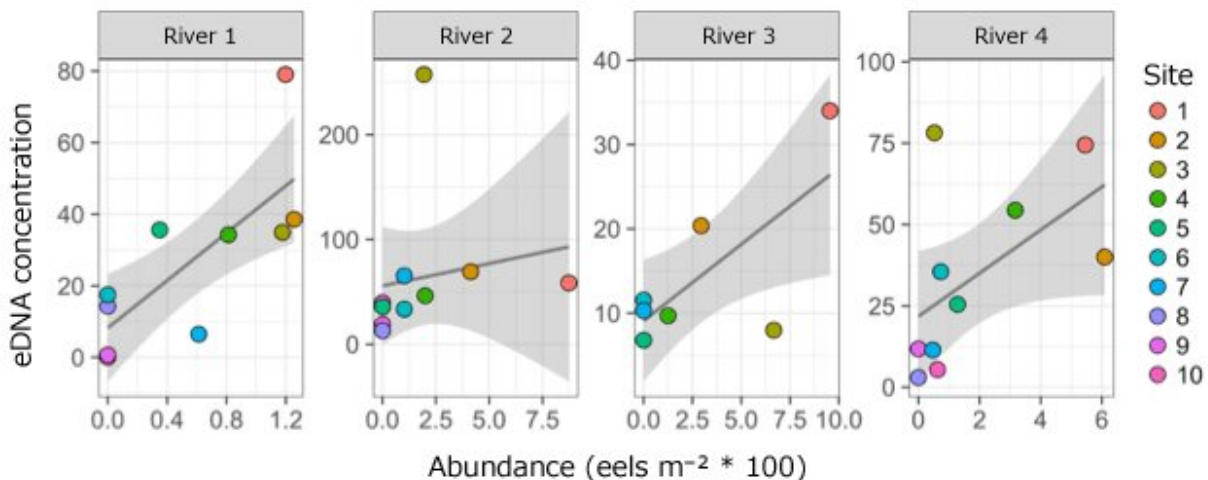 River 1
River 2
River 3
River 4
eDNA concentration
80
60
40
20
0
200
100
0
40
30
20
10
100
75
50
25
0
0.0 0.4 0.8 1.2
0.0 2.5 5.0 7.5
0.0 2.5 5.0 7.5 10.0
0 2 4 6
Abundance (eels m⁻² * 100)
Site
1
2
3
4
5
6
7
8
9
10